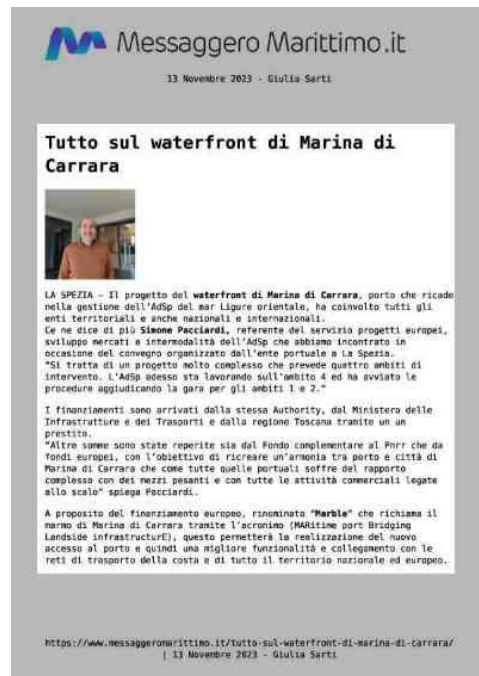 Messaggero Marittimo.it
13 Novembre 2023 - Giulia Sarti
Tutto sul waterfront di Marina di
Carrara
LA SPEZIA – Il progetto del waterfront di Marina di Carrara, porto che ricade
nella gestione dell'AdSp del mar Ligure orientale, ha coinvolto tutti gli
enti territoriali e anche nazionali e internazionali.
Ce ne dice di più Simone Pacciardi, referente del servizio progetti europei,
sviluppo mercati e intermodalità dell'AdSp che abbiamo incontrato in
occasione del convegno organizzato dall'ente portuale a La Spezia.
"Si tratta di un progetto molto complesso che prevede quattro ambiti di
intervento. L'AdSp adesso sta lavorando sull'ambito 4 ed ha avviato le
procedure aggiudicando la gara per gli ambiti 1 e 2."
I finanziamenti sono arrivati dalla stessa Authority, dal Ministero delle
Infrastrutture e dei Trasporti e dalla regione Toscana tramite un un
prestito.
"Altre somme sono state reperite sia dal Fondo complementare al Pnrr che da
fondi europei, con l'obiettivo di ricreare un'armonia tra porto e città di
Marina di Carrara che come tutte quelle portuali soffre del rapporto
complesso con dei mezzi pesanti e con tutte le attività commerciali legate
allo scalo" spiega Pacciardi.
A proposito del finanziamento europeo, rinominato "Marble" che richiama il
marmo di Marina di Carrara tramite l'acronimo (MARitime port Bridging
Landside infrastructurE), questo permetterà la realizzazione del nuovo
accesso al porto e quindi una migliore funzionalità e collegamento con le
reti di trasporto della costa e di tutto il territorio nazionale ed europeo.
https://www.messaggeromarittimo.it/tutto-sul-waterfront-di-marina-di-carrara/
| 13 Novembre 2023 - Giulia Sarti